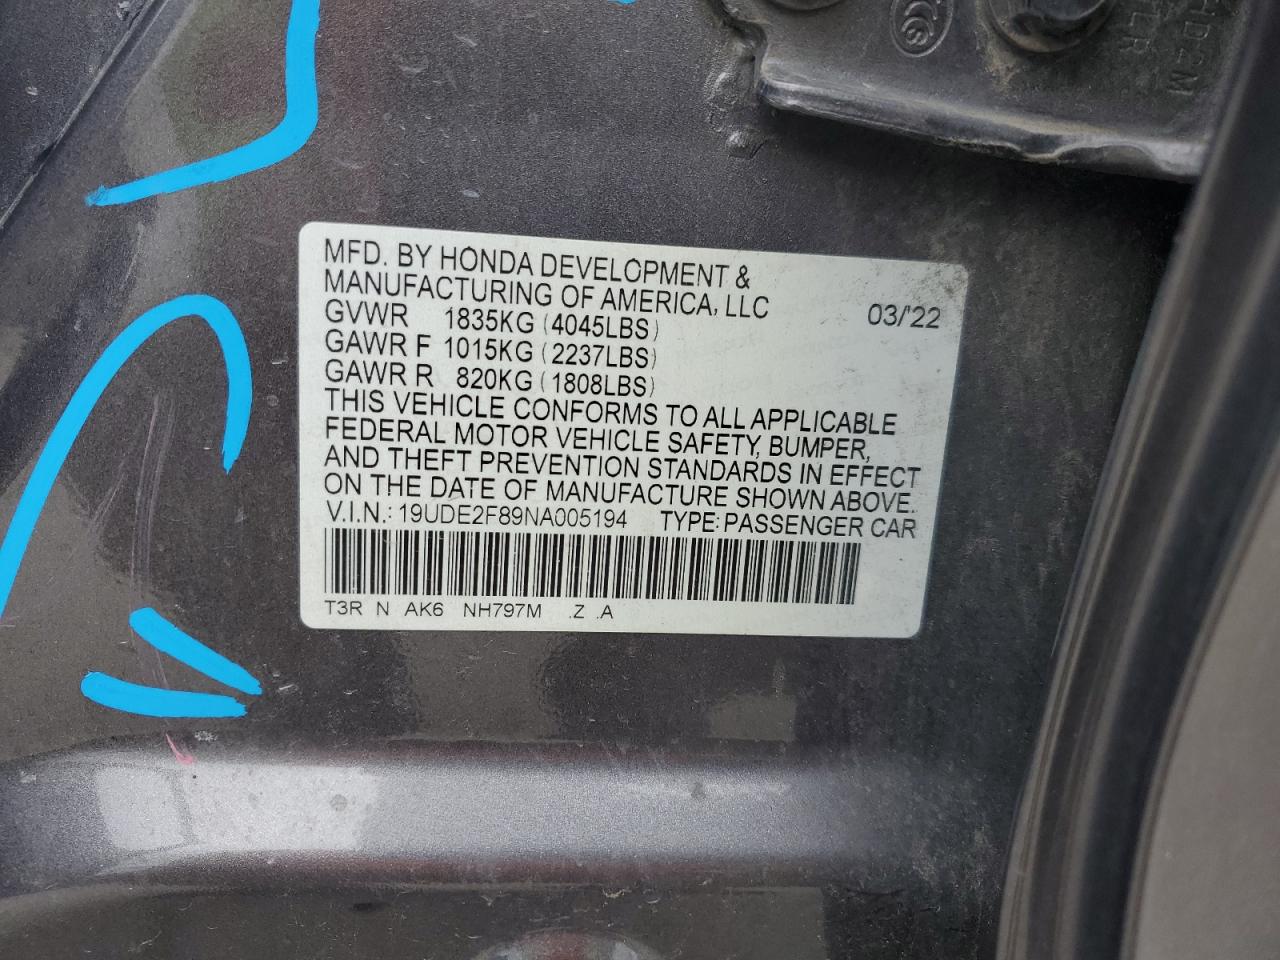 MFD. BY HONDA DEVELOPMENT &
MANUFACTURING OF AMERICA, LLC 03/'22
GVWR 1835KG (4045LBS)
GAWR F 1015KG (2237LBS)
GAWR R 820KG (1808LBS)
THIS VEHICLE CONFORMS TO ALL APPLICABLE
FEDERAL MOTOR VEHICLE SAFETY, BUMPER,
AND THEFT PREVENTION STANDARDS IN EFFECT
ON THE DATE OF MANUFACTURE SHOWN ABOVE.
V.I.N.: 19UDE2F89NA005194 TYPE: PASSENGER CAR
T3R N AK6 NH797M .Z .A